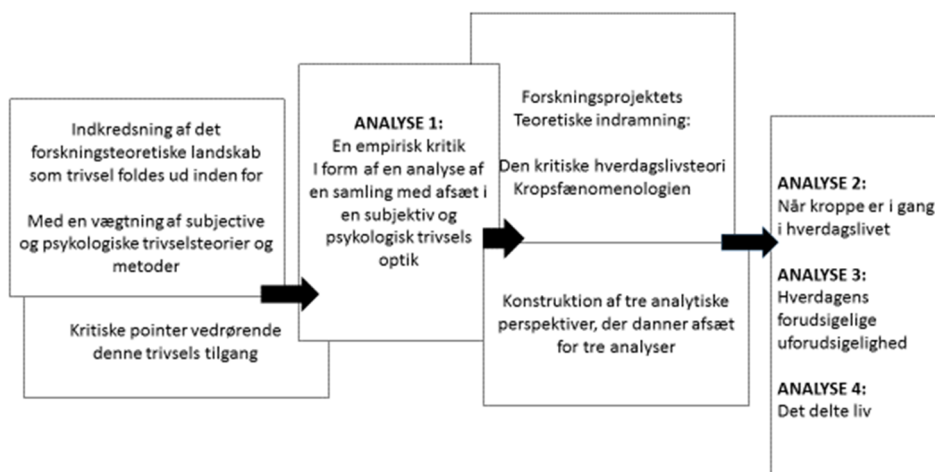 Indkredsning af det
forskningsteoretiske landskab
som trivsel foldes ud inden for
Med en vægtning af subjective
og psykologiske trivselsteorier og
metoder
Kritiske pointer vedrørende
denne trivsels tilgang
ANALYSE 1:
En empirisk kritik
I form af en analyse af
en samling med afsæt i
en subjektiv og
psykologisk trivsels
optik
Forskningsprojektets
Teoretiske indramning:
Den kritiske hverdagslivsteori
Kropsfænomenologien
Konstruktion af tre analytiske
perspektiver, der danner afsæt
for tre analyser
ANALYSE 2:
Når kroppe er i gang
i hverdagslivet
ANALYSE 3:
Hverdagens
forudsigelige
uforudsigelighed
ANALYSE 4:
Det delte liv